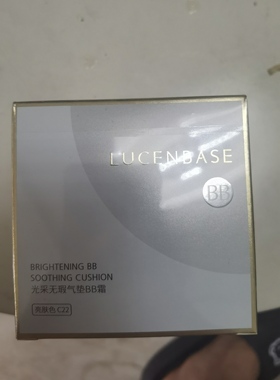 LUCENBASE
BB
BRIGHTENING BB
SOOTHING CUSHION
光采无瑕气垫BB霜
亮肤色 C22